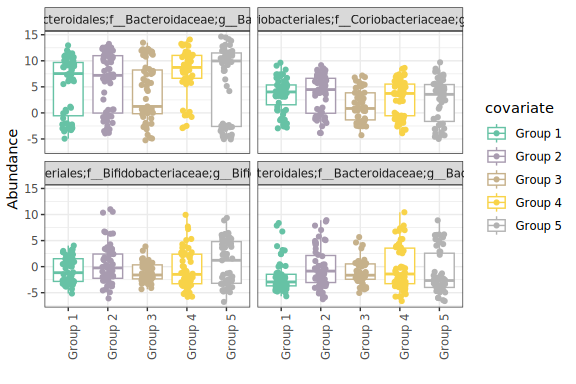 cteroidales;f__Bacteroidaceae;g__Ba
iobacteriales;f__Coriobacteriaceae;g
15
10
5
0
-5
Abundance
eriales;f__Bifidobacteriaceae;g__Bifi
teroidales;f__Bacteroidaceae;g__Bac
15
10
5
0
-5
Group 1
Group 2
Group 3
Group 4
Group 5
Group 1
Group 2
Group 3
Group 4
Group 5
covariate
Group 1
Group 2
Group 3
Group 4
Group 5